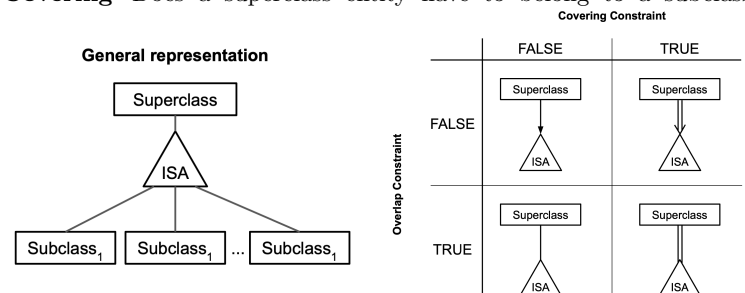 Covering Does a superclass entity have to belong to a subclass
Covering Constraint
General representation
FALSE TRUE
Superclass
ISA
Subclass1 Subclass1 ... Subclass1
Overlap Constraint
FALSE
Superclass Superclass
ISA ISA
TRUE
Superclass Superclass
ISA ISA